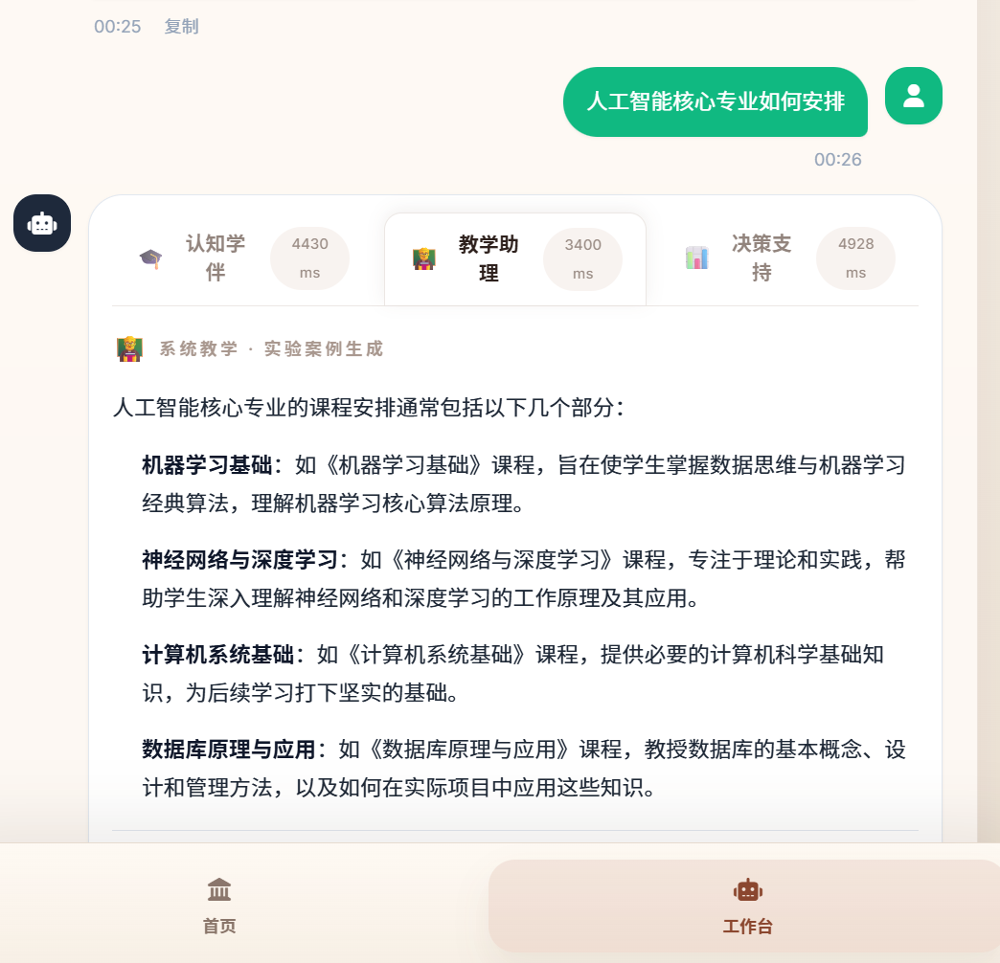 00:25 复制
人工智能核心专业如何安排
00:26
认知学
伴
4430
ms
教学助
理
3400
ms
决策支
持
4928
ms
系统教学 · 实验案例生成
人工智能核心专业的课程安排通常包括以下几个部分：
机器学习基础：如《机器学习基础》课程，旨在使学生掌握数据思维与机器学习
经典算法，理解机器学习核心算法原理。
神经网络与深度学习：如《神经网络与深度学习》课程，专注于理论和实践，帮
助学生深入理解神经网络和深度学习的工作原理及其应用。
计算机系统基础：如《计算机系统基础》课程，提供必要的计算机科学基础知
识，为后续学习打下坚实的基础。
数据库原理与应用：如《数据库原理与应用》课程，教授数据库的基本概念、设
计和管理方法，以及如何在实际项目中应用这些知识。
首页
工作台